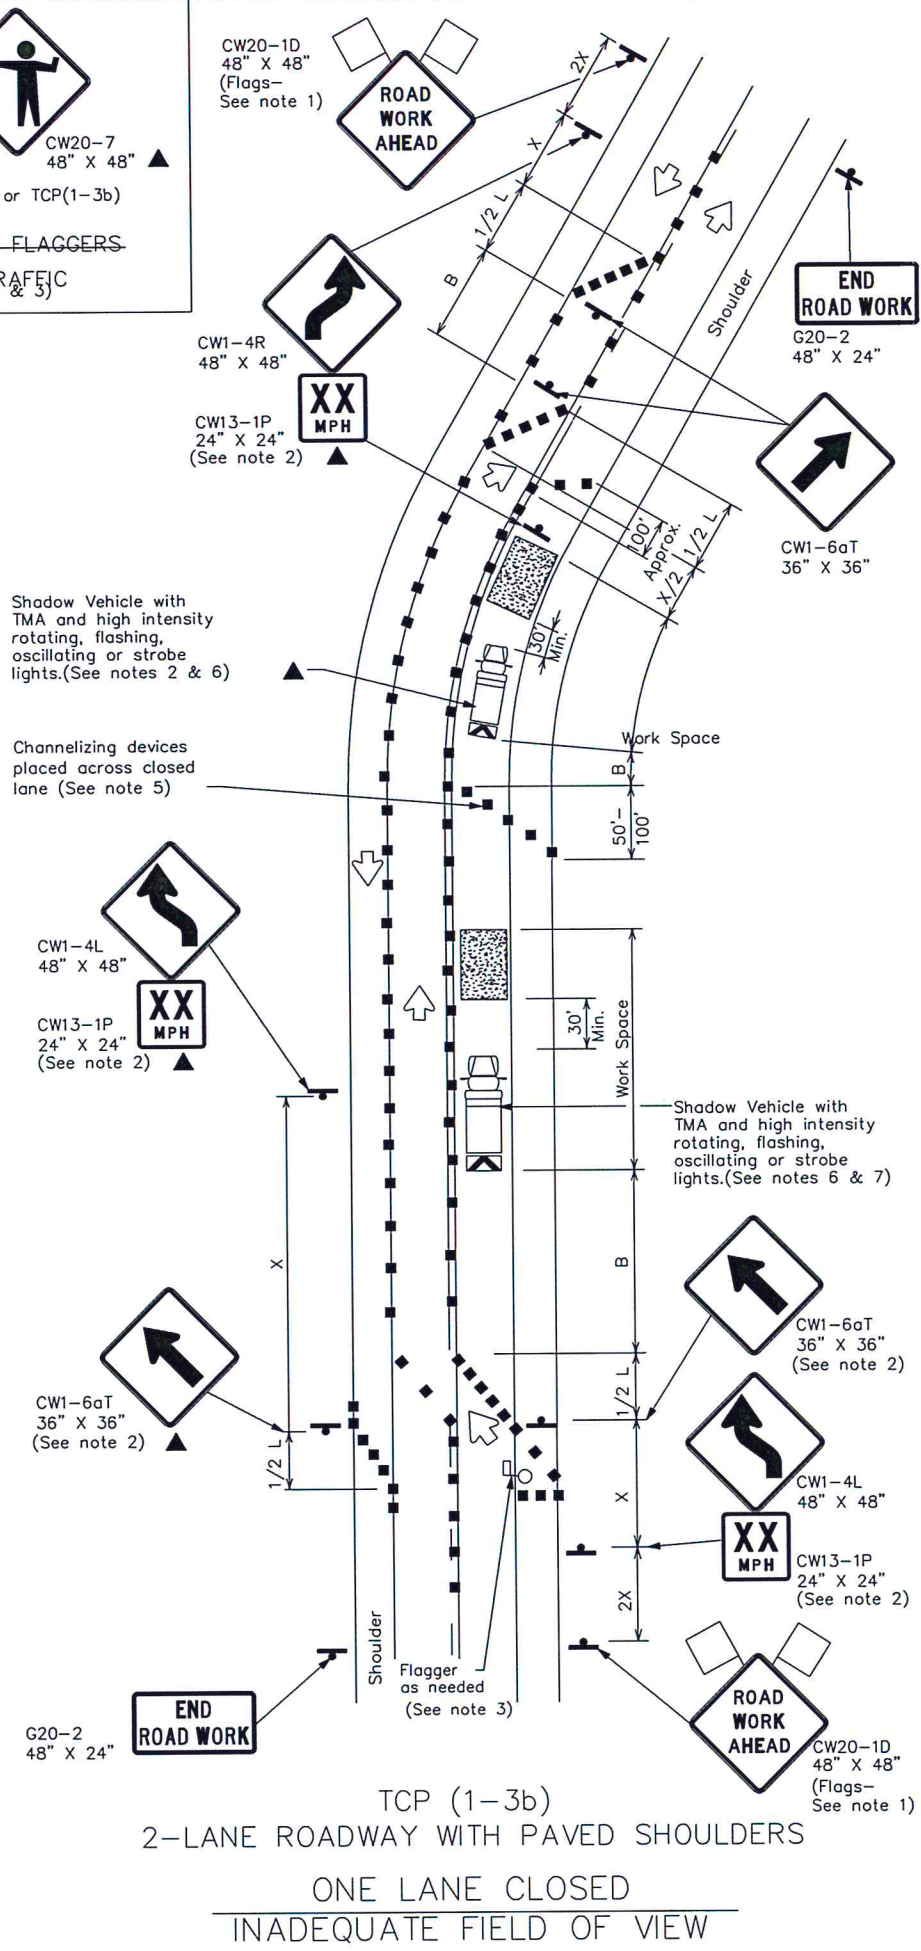 CW20-7
48" X 48" ▲
or TCP(1-3b)
FLAGGERS
RAFFIC
& 3)
CW20-1D
48" X 48"
(Flags-
See note 1)
ROAD
WORK
AHEAD
2X
X
1/2 L
B
CW1-4R
48" X 48"
XX
MPH
CW13-1P
24" X 24"
(See note 2)
▲
Shoulder
END
ROAD WORK
G20-2
48" X 24"
CW1-6aT
36" X 36"
100'
Approx.
1/2 L
X/2
30'
Min.
Shadow Vehicle with
TMA and high intensity
rotating, flashing,
oscillating or strobe
lights.(See notes 2 & 6)
▲
Work Space
B
50'-
100'
Channelizing devices
placed across closed
lane (See note 5)
CW1-4L
48" X 48"
XX
MPH
CW13-1P
24" X 24"
(See note 2)
▲
30'
Min.
Work Space
Shadow Vehicle with
TMA and high intensity
rotating, flashing,
oscillating or strobe
lights.(See notes 6 & 7)
X
B
CW1-6aT
36" X 36"
(See note 2)
▲
1/2 L
CW1-6aT
36" X 36"
(See note 2)
1/2 L
X
CW1-4L
48" X 48"
XX
MPH
CW13-1P
24" X 24"
(See note 2)
2X
Shoulder
Flagger
as needed
(See note 3)
END
ROAD WORK
G20-2
48" X 24"
ROAD
WORK
AHEAD
CW20-1D
48" X 48"
(Flags-
See note 1)
TCP (1-3b)
2-LANE ROADWAY WITH PAVED SHOULDERS
ONE LANE CLOSED
INADEQUATE FIELD OF VIEW